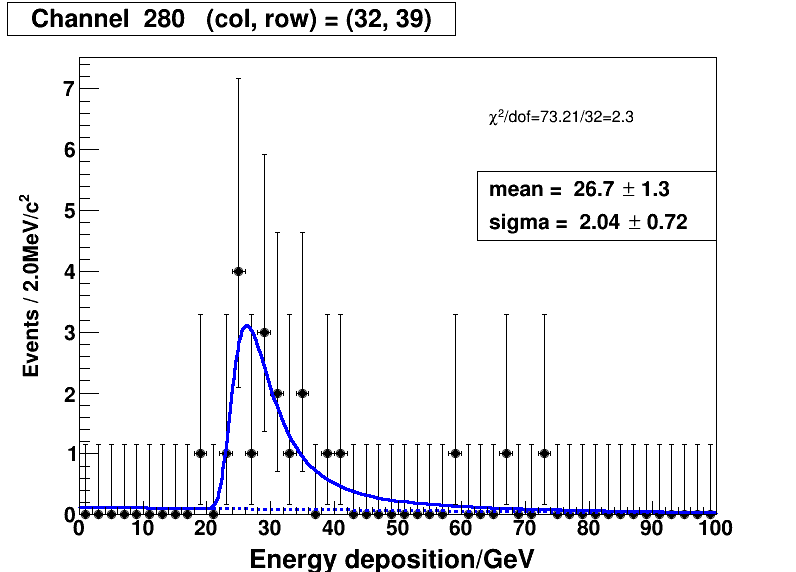 Channel 280 (col, row) = (32, 39)
χ²/dof=73.21/32=2.3
mean = 26.7 ± 1.3
sigma = 2.04 ± 0.72
Events / 2.0MeV/c²
7
6
5
4
3
2
1
0
0 10 20 30 40 50 60 70 80 90 100
Energy deposition/GeV